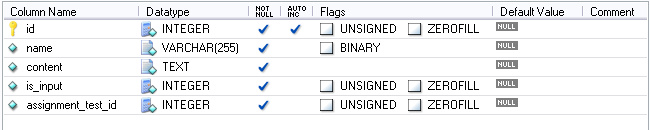 Column Name Datatype NOT NULL AUTO INC Flags Default Value Comment
id INTEGER UNSIGNED ZEROFILL NULL
name VARCHAR(255) BINARY NULL
content TEXT NULL
is_input INTEGER UNSIGNED ZEROFILL NULL
assignment_test_id INTEGER UNSIGNED ZEROFILL NULL